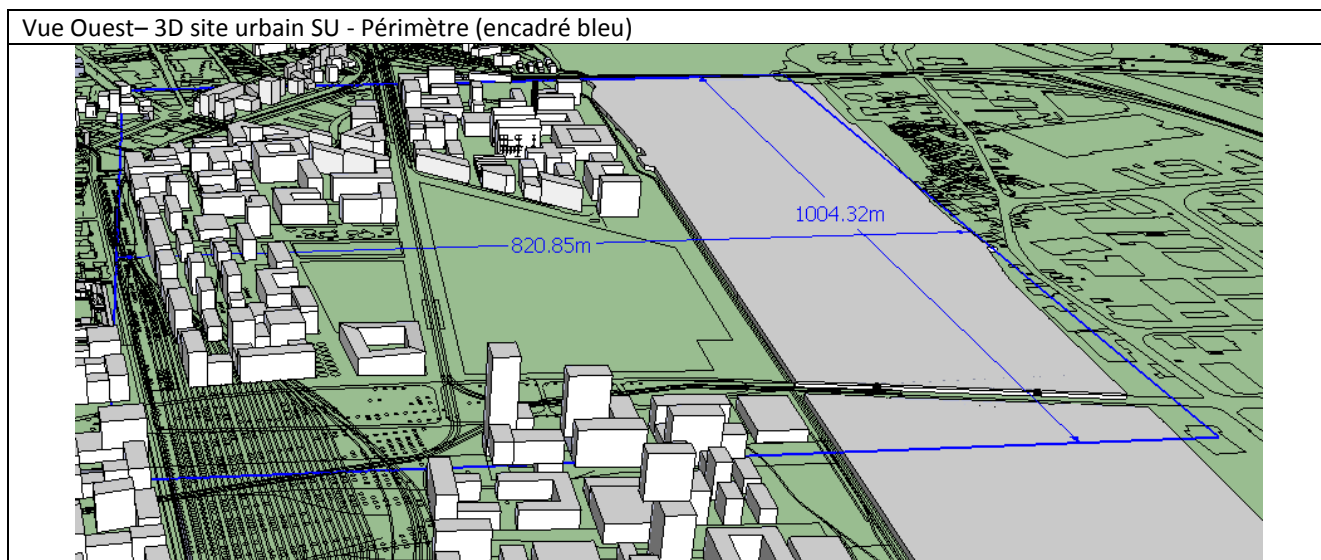 Vue Ouest– 3D site urbain SU - Périmètre (encadré bleu)
1004.32m
820.85m